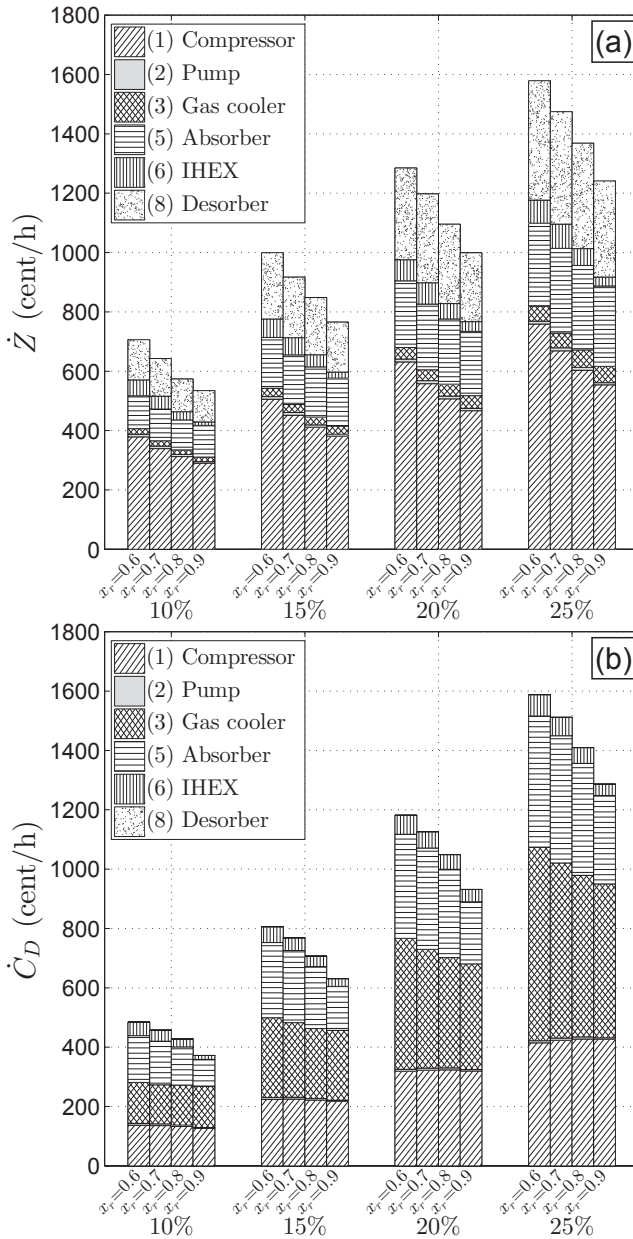 (a)
(1) Compressor
(2) Pump
(3) Gas cooler
(5) Absorber
(6) IHEX
(8) Desorber
Ż (cent/h)
1800
1600
1400
1200
1000
800
600
400
200
0
x_r=0.6 x_r=0.7 x_r=0.8 x_r=0.9 x_r=0.6 x_r=0.7 x_r=0.8 x_r=0.9 x_r=0.6 x_r=0.7 x_r=0.8 x_r=0.9 x_r=0.6 x_r=0.7 x_r=0.8 x_r=0.9
10% 15% 20% 25%
(b)
(1) Compressor
(2) Pump
(3) Gas cooler
(5) Absorber
(6) IHEX
(8) Desorber
Ċ_D (cent/h)
1800
1600
1400
1200
1000
800
600
400
200
0
x_r=0.6 x_r=0.7 x_r=0.8 x_r=0.9 x_r=0.6 x_r=0.7 x_r=0.8 x_r=0.9 x_r=0.6 x_r=0.7 x_r=0.8 x_r=0.9 x_r=0.6 x_r=0.7 x_r=0.8 x_r=0.9
10% 15% 20% 25%